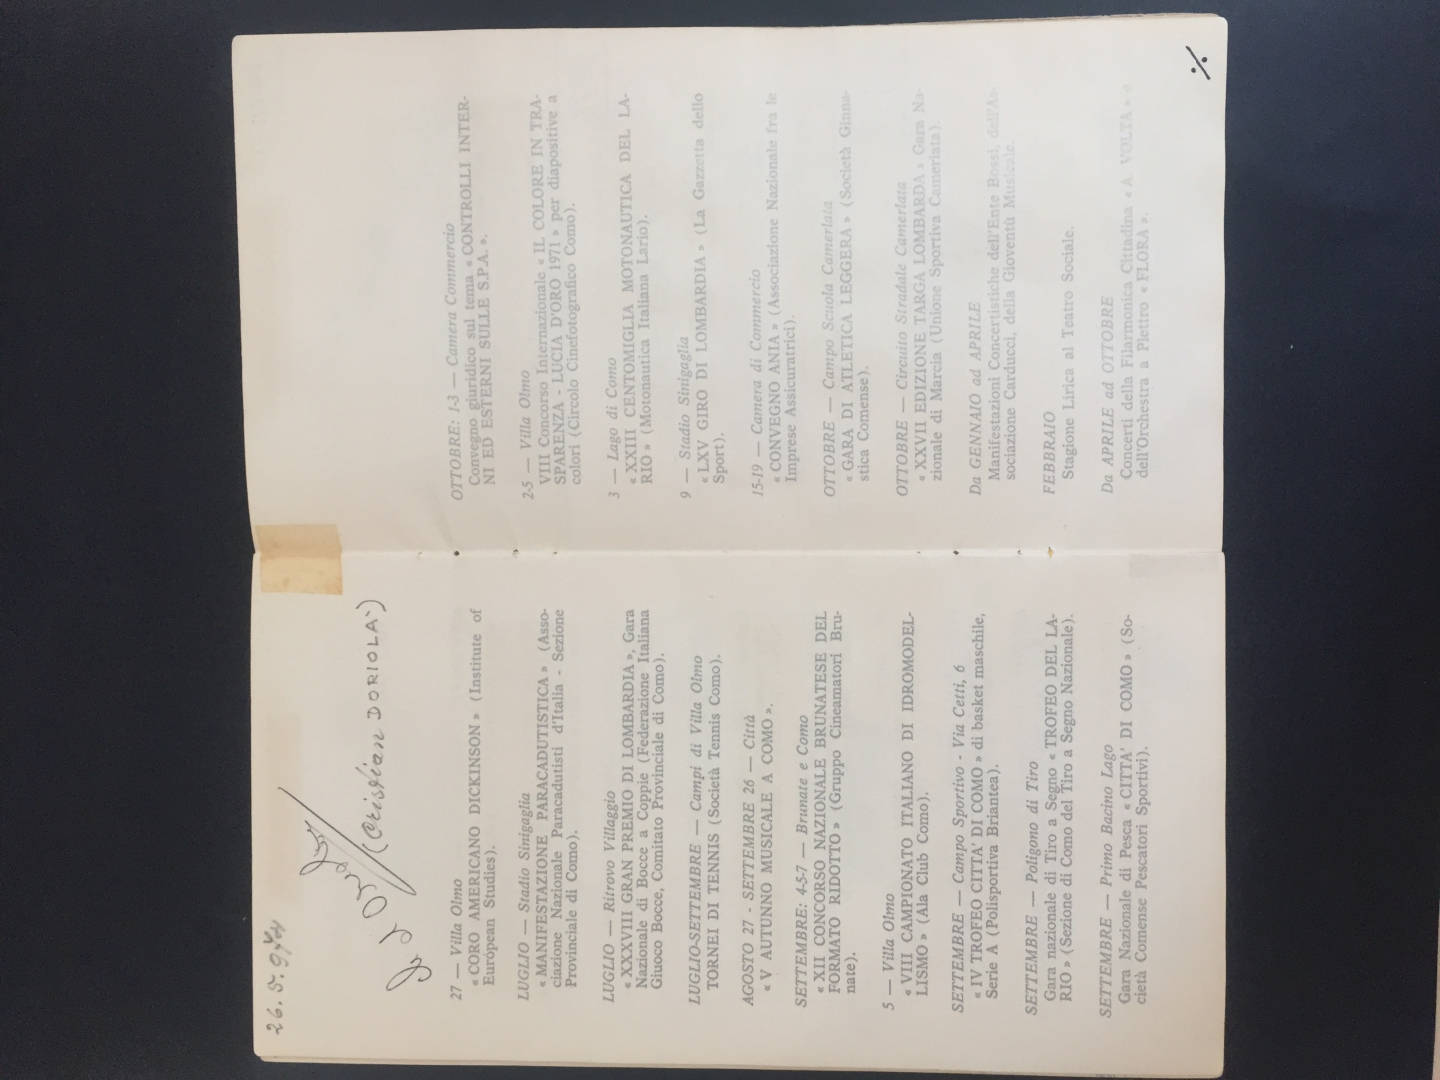 26.5.974
(Cristian DORIOLA')
27 — Villa Olmo
« CORO AMERICANO DICKINSON » (Institute of
European Studies).
LUGLIO — Stadio Sinigaglia
« MANIFESTAZIONE PARACADUTISTICA » (Asso-
ciazione Nazionale Paracadutisti d'Italia - Sezione
Provinciale di Como).
LUGLIO — Ritrovo Villaggio
« XXXVIII GRAN PREMIO DI LOMBARDIA », Gara
Nazionale di Bocce a Coppie (Federazione Italiana
Giuoco Bocce, Comitato Provinciale di Como).
LUGLIO-SETTEMBRE — Campi di Villa Olmo
TORNEI DI TENNIS (Società Tennis Como).
AGOSTO 27 - SETTEMBRE 26 — Città
« V AUTUNNO MUSICALE A COMO ».
SETTEMBRE: 4-5-7 — Brunate e Como
« XII CONCORSO NAZIONALE BRUNATESE DEL
FORMATO RIDOTTO » (Gruppo Cineamatori Bru-
nate).
5 — Villa Olmo
« VIII CAMPIONATO ITALIANO DI IDROMODEL-
LISMO » (Ala Club Como).
SETTEMBRE — Campo Sportivo - Via Cetti, 6
« IV TROFEO CITTA' DI COMO » di basket maschile,
Serie A (Polisportiva Briantea).
SETTEMBRE — Poligono di Tiro
Gara nazionale di Tiro a Segno « TROFEO DEL LA-
RIO » (Sezione di Como del Tiro a Segno Nazionale).
SETTEMBRE — Primo Bacino Lago
Gara Nazionale di Pesca « CITTA' DI COMO » (So-
cietà Comense Pescatori Sportivi).
OTTOBRE: 1-3 — Camera Commercio
Convegno giuridico sul tema « CONTROLLI INTER-
NI ED ESTERNI SULLE S.P.A. ».
2-5 — Villa Olmo
VIII Concorso Internazionale « IL COLORE IN TRA-
SPARENZA - LUCIA D'ORO 1971 » per diapositive a
colori (Circolo Cinefotografico Como).
3 — Lago di Como
« XXIII CENTOMIGLIA MOTONAUTICA DEL LA-
RIO » (Motonautica Italiana Lario).
9 — Stadio Sinigaglia
« LXV GIRO DI LOMBARDIA » (La Gazzetta dello
Sport).
15-19 — Camera di Commercio
« CONVEGNO ANIA » (Associazione Nazionale fra le
Imprese Assicuratrici).
OTTOBRE — Campo Scuola Camerlata
« GARA DI ATLETICA LEGGERA » (Società Ginna-
stica Comense).
OTTOBRE — Circuito Stradale Camerlata
« XXVII EDIZIONE TARGA LOMBARDA » Gara Na-
zionale di Marcia (Unione Sportiva Camerlata).
Da GENNAIO ad APRILE
Manifestazioni Concertistiche dell'Ente Bossi, dell'As-
sociazione Carducci, della Gioventù Musicale.
FEBBRAIO
Stagione Lirica al Teatro Sociale.
Da APRILE ad OTTOBRE
Concerti della Filarmonica Cittadina « A. VOLTA » e
dell'Orchestra a Plettro « FLORA ».
./.